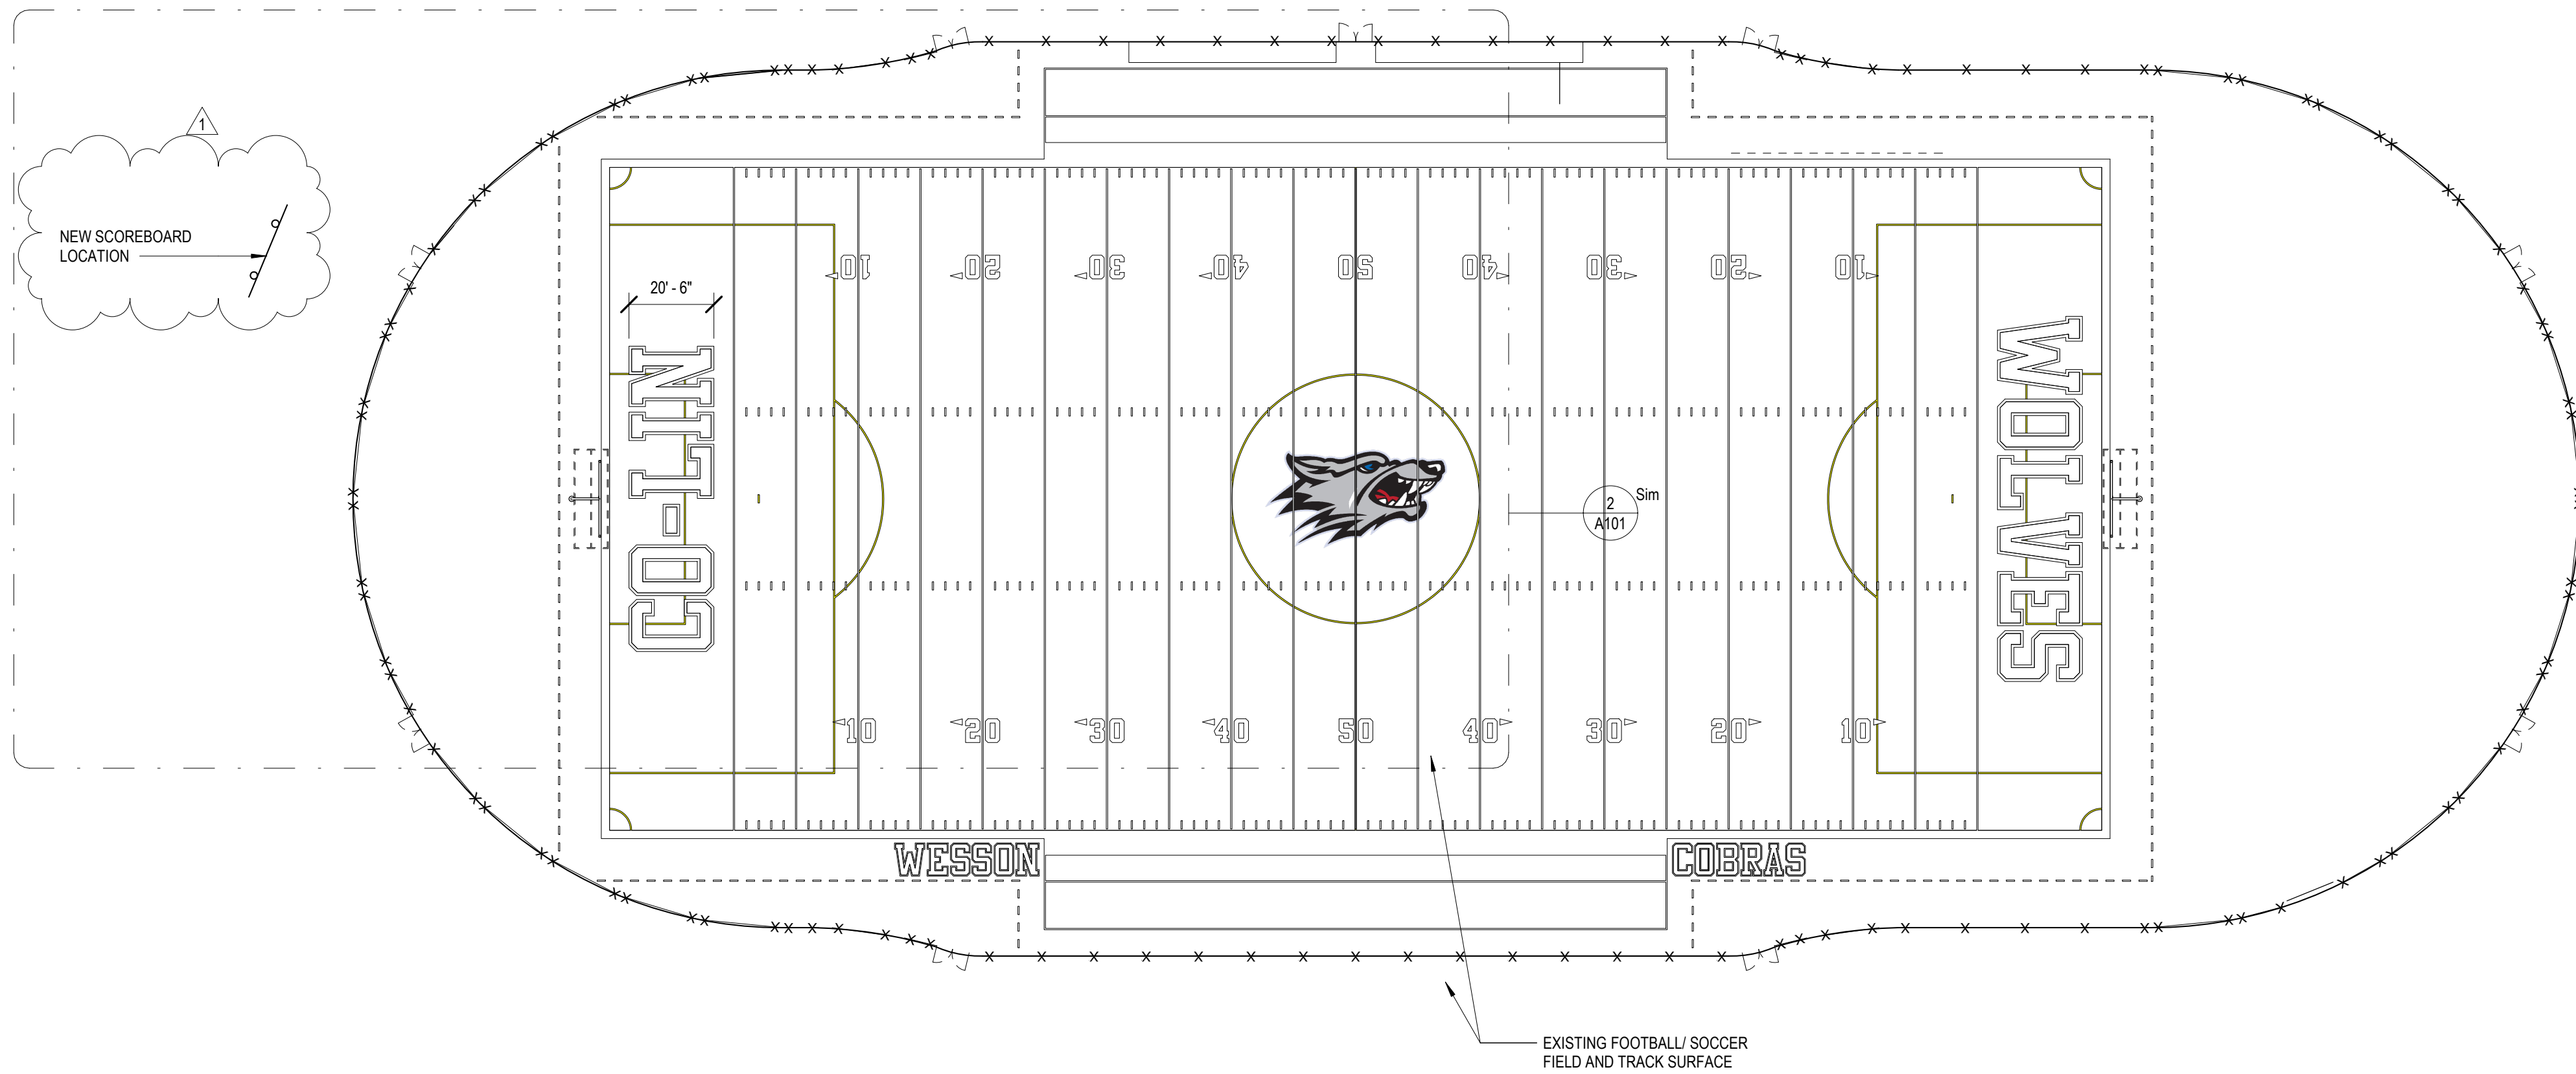 1
NEW SCOREBOARD
LOCATION
20' - 6"
10 20 30 40 50 40 30 20 10
CO-LIN
WOLVES
2
A101
Sim
10 20 30 40 50 40 30 20 10
WESSON
COBRAS
EXISTING FOOTBALL/ SOCCER
FIELD AND TRACK SURFACE